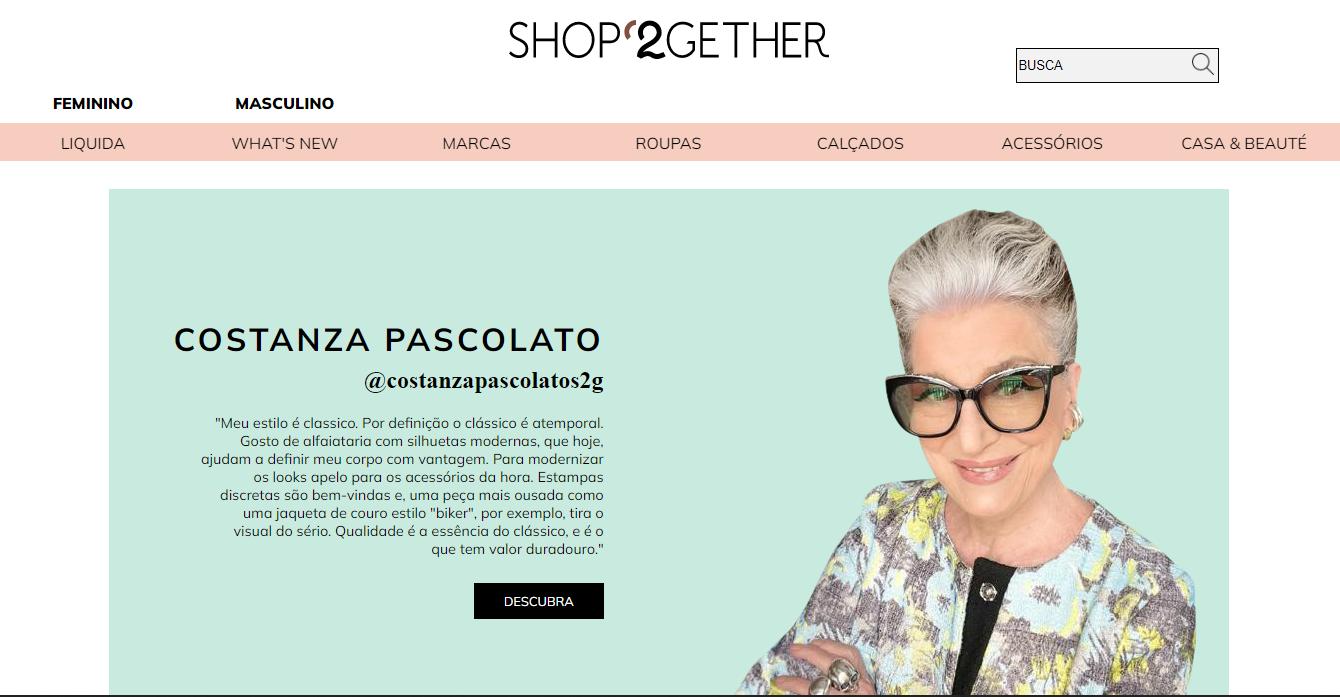 SHOP'2GETHER
BUSCA
FEMININO MASCULINO
LIQUIDA WHAT'S NEW MARCAS ROUPAS CALÇADOS ACESSÓRIOS CASA & BEAUTÉ
COSTANZA PASCOLATO
@costanzapascolatos2g
"Meu estilo é classico. Por definição o clássico é atemporal.
Gosto de alfaiataria com silhuetas modernas, que hoje,
ajudam a definir meu corpo com vantagem. Para modernizar
os looks apelo para os acessórios da hora. Estampas
discretas são bem-vindas e, uma peça mais ousada como
uma jaqueta de couro estilo "biker", por exemplo, tira o
visual do sério. Qualidade é a essência do clássico, e é o
que tem valor duradouro."
DESCUBRA